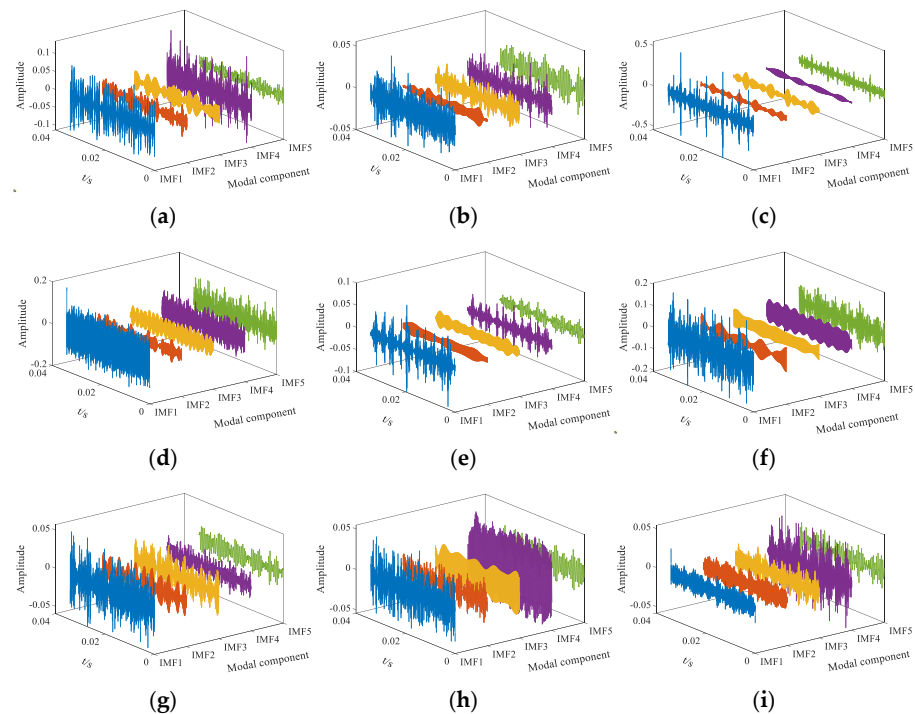 Amplitude
0.1
0.05
0
-0.05
-0.1
0.04
0.02
0
t/s
IMF1
IMF2
IMF3
IMF4
IMF5
Modal component
(a)
Amplitude
0.05
0
-0.05
0.04
0.02
0
t/s
IMF1
IMF2
IMF3
IMF4
IMF5
Modal component
(b)
Amplitude
0.5
0
-0.5
0.04
0.02
0
t/s
IMF1
IMF2
IMF3
IMF4
IMF5
Modal component
(c)
Amplitude
0.2
0
-0.2
0.04
0.02
0
t/s
IMF1
IMF2
IMF3
IMF4
IMF5
Modal component
(d)
Amplitude
0.1
0.05
0
-0.05
-0.1
0.04
0.02
0
t/s
IMF1
IMF2
IMF3
IMF4
IMF5
Modal component
(e)
Amplitude
0.2
0.1
0
-0.1
-0.2
0.04
0.02
0
t/s
IMF1
IMF2
IMF3
IMF4
IMF5
Modal component
(f)
Amplitude
0.05
0
-0.05
0.04
0.02
0
t/s
IMF1
IMF2
IMF3
IMF4
IMF5
Modal component
(g)
Amplitude
0.05
0
-0.05
0.04
0.02
0
t/s
IMF1
IMF2
IMF3
IMF4
IMF5
Modal component
(h)
Amplitude
0.05
0
-0.05
0.04
0.02
0
t/s
IMF1
IMF2
IMF3
IMF4
IMF5
Modal component
(i)